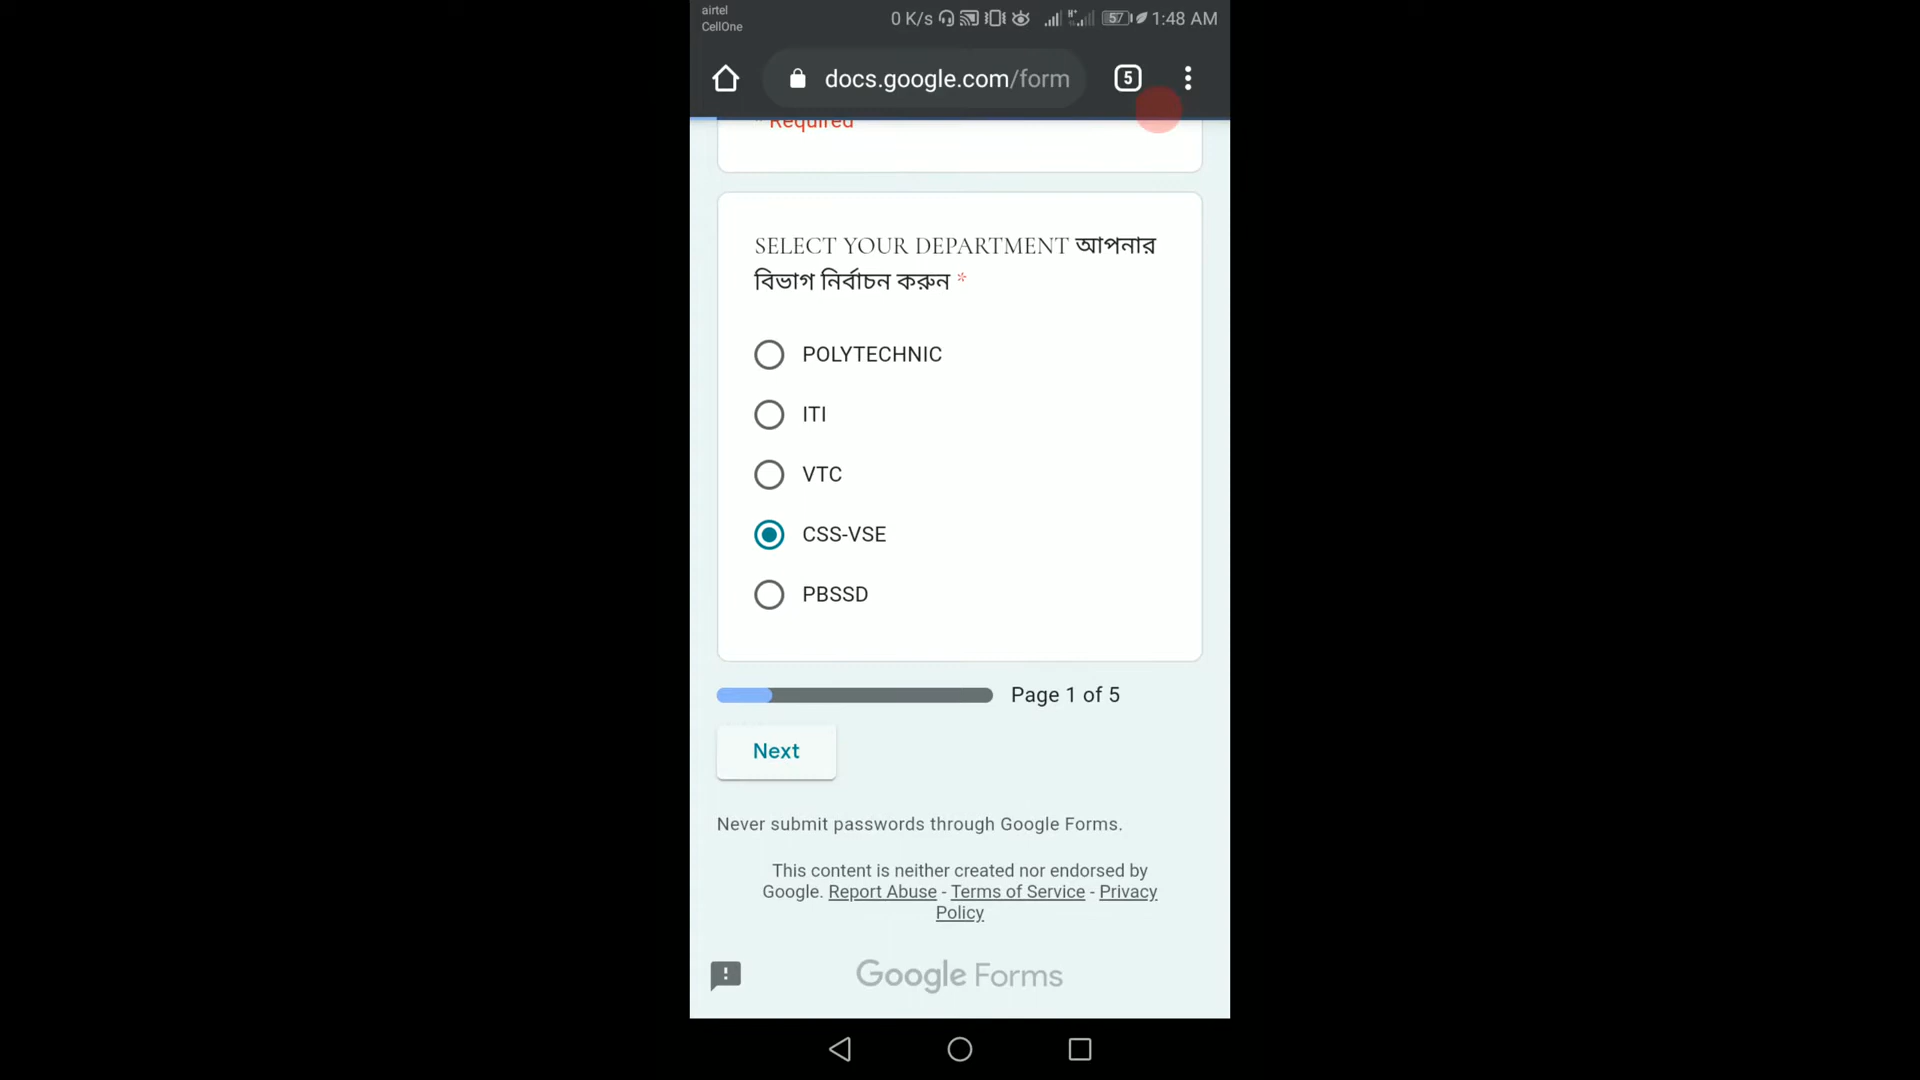 airtel
CellOne
0 K/s 57 1:48 AM
docs.google.com/form 5
* Required
SELECT YOUR DEPARTMENT আপনার
বিভাগ নির্বাচন করুন *
POLYTECHNIC
ITI
VTC
CSS-VSE
PBSSD
Page 1 of 5
Next
Never submit passwords through Google Forms.
This content is neither created nor endorsed by
Google. Report Abuse - Terms of Service - Privacy
Policy
Google Forms